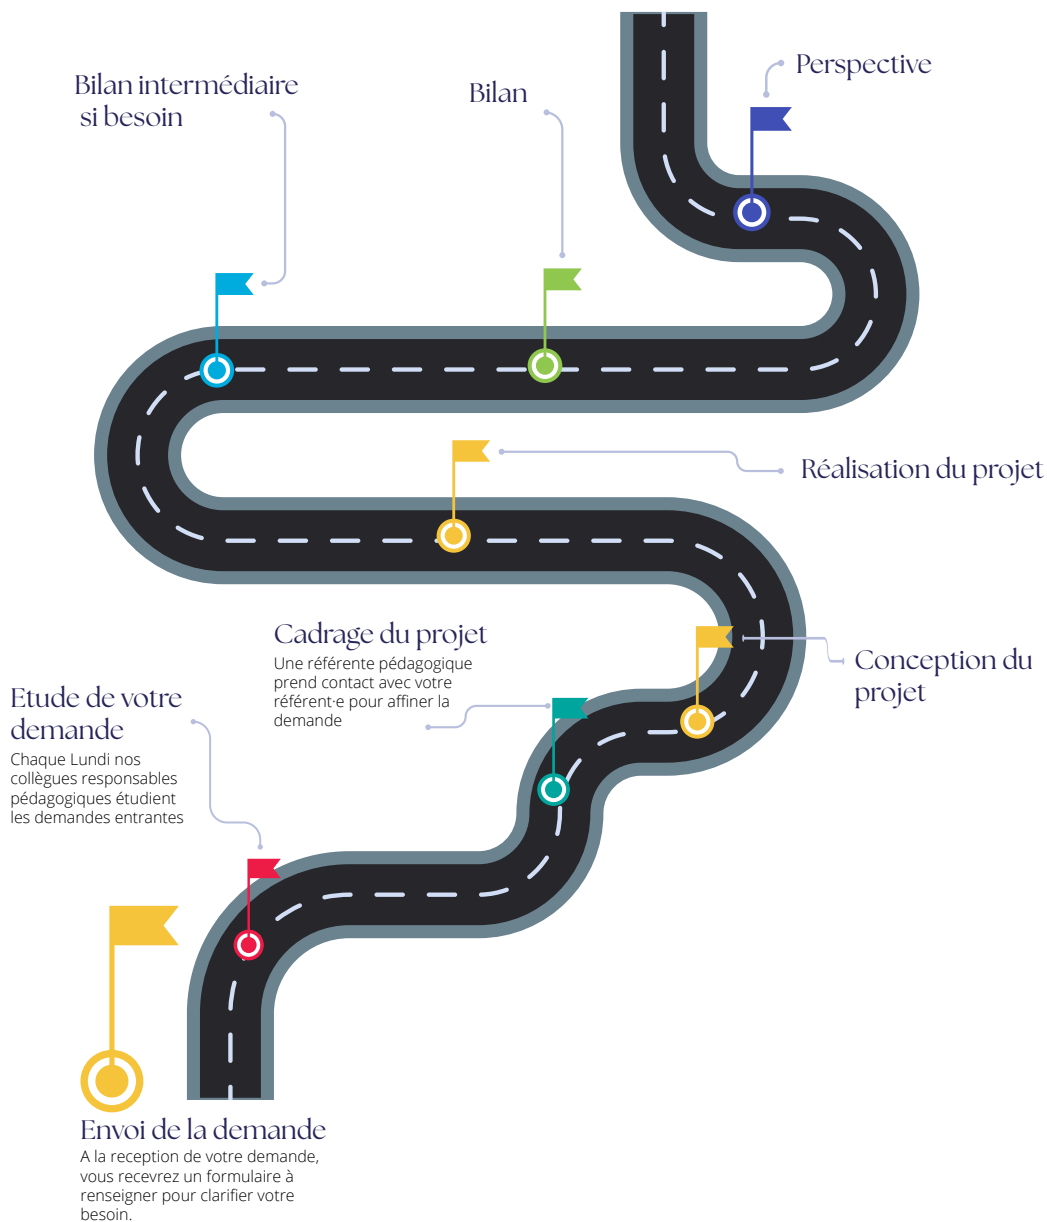 Perspective
Bilan intermédiaire
si besoin
Bilan
Réalisation du projet
Cadrage du projet
Une référente pédagogique
prend contact avec votre
référent·e pour affiner la
demande
Conception du
projet
Etude de votre
demande
Chaque Lundi nos
collègues responsables
pédagogiques étudient
les demandes entrantes
Envoi de la demande
A la reception de votre demande,
vous recevrez un formulaire à
renseigner pour clarifier votre
besoin.